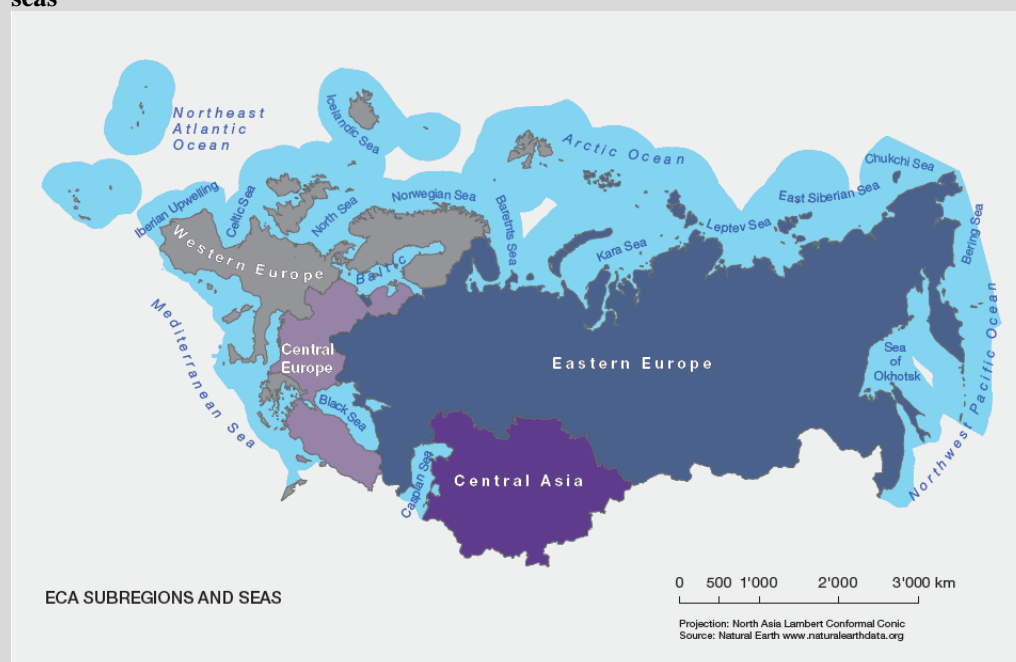 seas
Northeast
Atlantic
Ocean
Icelandic Sea
Arctic Ocean
Chukchi Sea
Iberian Upwelling
Celtic Sea
North Sea
Norwegian Sea
Baretnts Sea
East Siberian Sea
Leptev Sea
Kara Sea
Bering Sea
Western Europe
Baltic
Mediterranean Sea
Central
Europe
Eastern Europe
Sea
of
Okhotsk
Northwest Pacific Ocean
Black Sea
Caspian Sea
Central Asia
ECA SUBREGIONS AND SEAS
0 500 1'000 2'000 3'000 km
Projection: North Asia Lambert Conformal Conic
Source: Natural Earth www.naturalearthdata.org